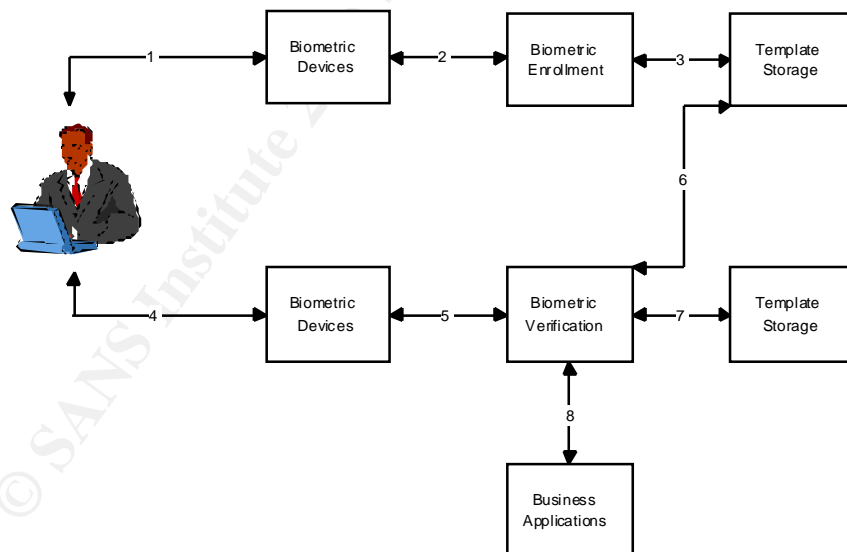 1
Biometric
Devices
2
Biometric
Enrollment
3
Template
Storage
6
4
Biometric
Devices
5
Biometric
Verification
7
Template
Storage
8
Business
Applications
© SANS Institute 2